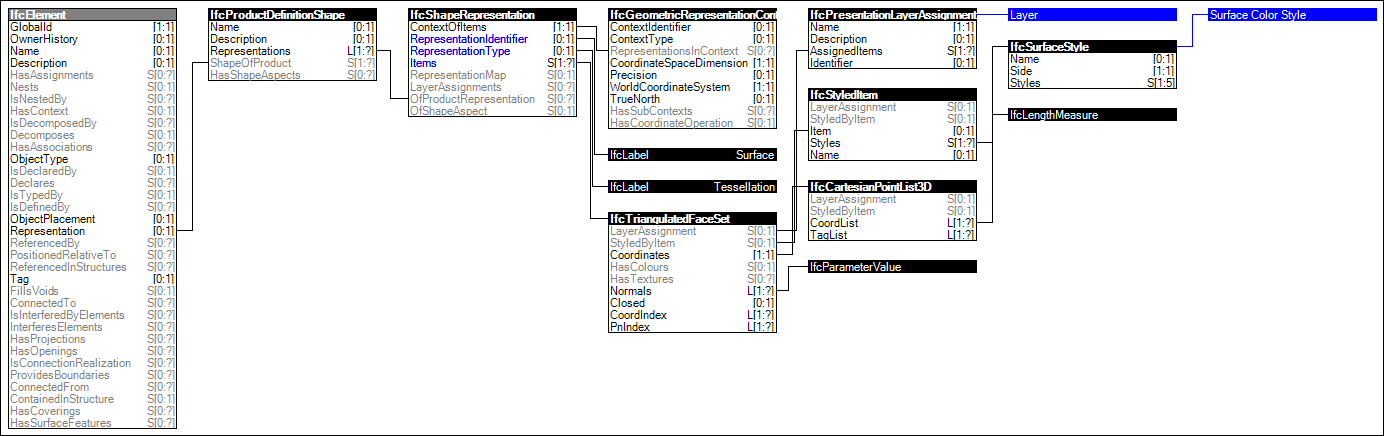 IfcElement
GlobalId [1:1]
OwnerHistory [0:1]
Name [0:1]
Description [0:1]
HasAssignments S[0:?]
Nests S[0:1]
IsNestedBy S[0:?]
HasContext S[0:1]
IsDecomposedBy S[0:?]
Decomposes S[0:1]
HasAssociations S[0:?]
ObjectType [0:1]
IsDeclaredBy S[0:1]
Declares S[0:?]
IsTypedBy S[0:1]
IsDefinedBy S[0:?]
ObjectPlacement [0:1]
Representation [0:1]
ReferencedBy S[0:?]
PositionedRelativeTo S[0:?]
ReferencedInStructures S[0:?]
Tag [0:1]
FillsVoids S[0:1]
ConnectedTo S[0:?]
IsInterferedByElements S[0:?]
InterferesElements S[0:?]
HasProjections S[0:?]
HasOpenings S[0:?]
IsConnectionRealization S[0:?]
ProvidesBoundaries S[0:?]
ConnectedFrom S[0:?]
ContainedInStructure S[0:1]
HasCoverings S[0:?]
HasSurfaceFeatures S[0:?]
IfcProductDefinitionShape
Name [0:1]
Description [0:1]
Representations L[1:?]
ShapeOfProduct S[1:?]
HasShapeAspects S[0:?]
IfcShapeRepresentation
ContextOfItems [1:1]
RepresentationIdentifier [0:1]
RepresentationType [0:1]
Items S[1:?]
RepresentationMap S[0:1]
LayerAssignments S[0:?]
OfProductRepresentation S[0:?]
OfShapeAspect S[0:1]
IfcGeometricRepresentationCon
ContextIdentifier [0:1]
ContextType [0:1]
RepresentationsInContext S[0:?]
CoordinateSpaceDimension [1:1]
Precision [0:1]
WorldCoordinateSystem [1:1]
TrueNorth [0:1]
HasSubContexts S[0:?]
HasCoordinateOperation S[0:1]
IfcLabel Surface
IfcLabel Tessellation
IfcTriangulatedFaceSet
LayerAssignment S[0:1]
StyledByItem S[0:1]
Coordinates [1:1]
HasColours S[0:1]
HasTextures S[0:?]
Normals L[1:?]
Closed [0:1]
CoordIndex L[1:?]
PnIndex L[1:?]
IfcPresentationLayerAssignment
Name [1:1]
Description [0:1]
AssignedItems S[1:?]
Identifier [0:1]
IfcStyledItem
LayerAssignment S[0:1]
StyledByItem S[0:1]
Item [0:1]
Styles S[1:?]
Name [0:1]
IfcCartesianPointList3D
LayerAssignment S[0:1]
StyledByItem S[0:1]
CoordList L[1:?]
TagList L[1:?]
IfcParameterValue
Layer
IfcSurfaceStyle
Name [0:1]
Side [1:1]
Styles S[1:5]
IfcLengthMeasure
Surface Color Style